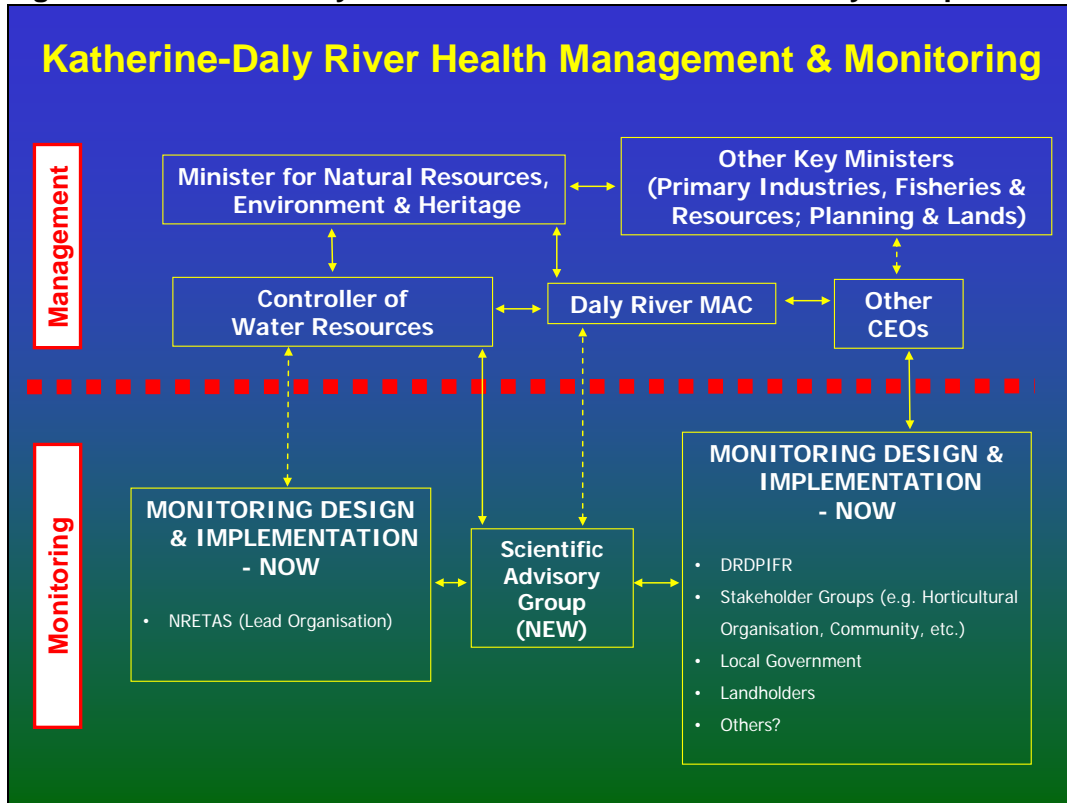 Katherine-Daly River Health Management & Monitoring
Management
Minister for Natural Resources,
Environment & Heritage
Other Key Ministers
(Primary Industries, Fisheries &
Resources; Planning & Lands)
Controller of
Water Resources
Daly River MAC
Other
CEOs
Monitoring
MONITORING DESIGN
& IMPLEMENTATION
- NOW
• NRETAS (Lead Organisation)
Scientific
Advisory
Group
(NEW)
MONITORING DESIGN &
IMPLEMENTATION
- NOW
• DRDPIFR
• Stakeholder Groups (e.g. Horticultural
Organisation, Community, etc.)
• Local Government
• Landholders
• Others?